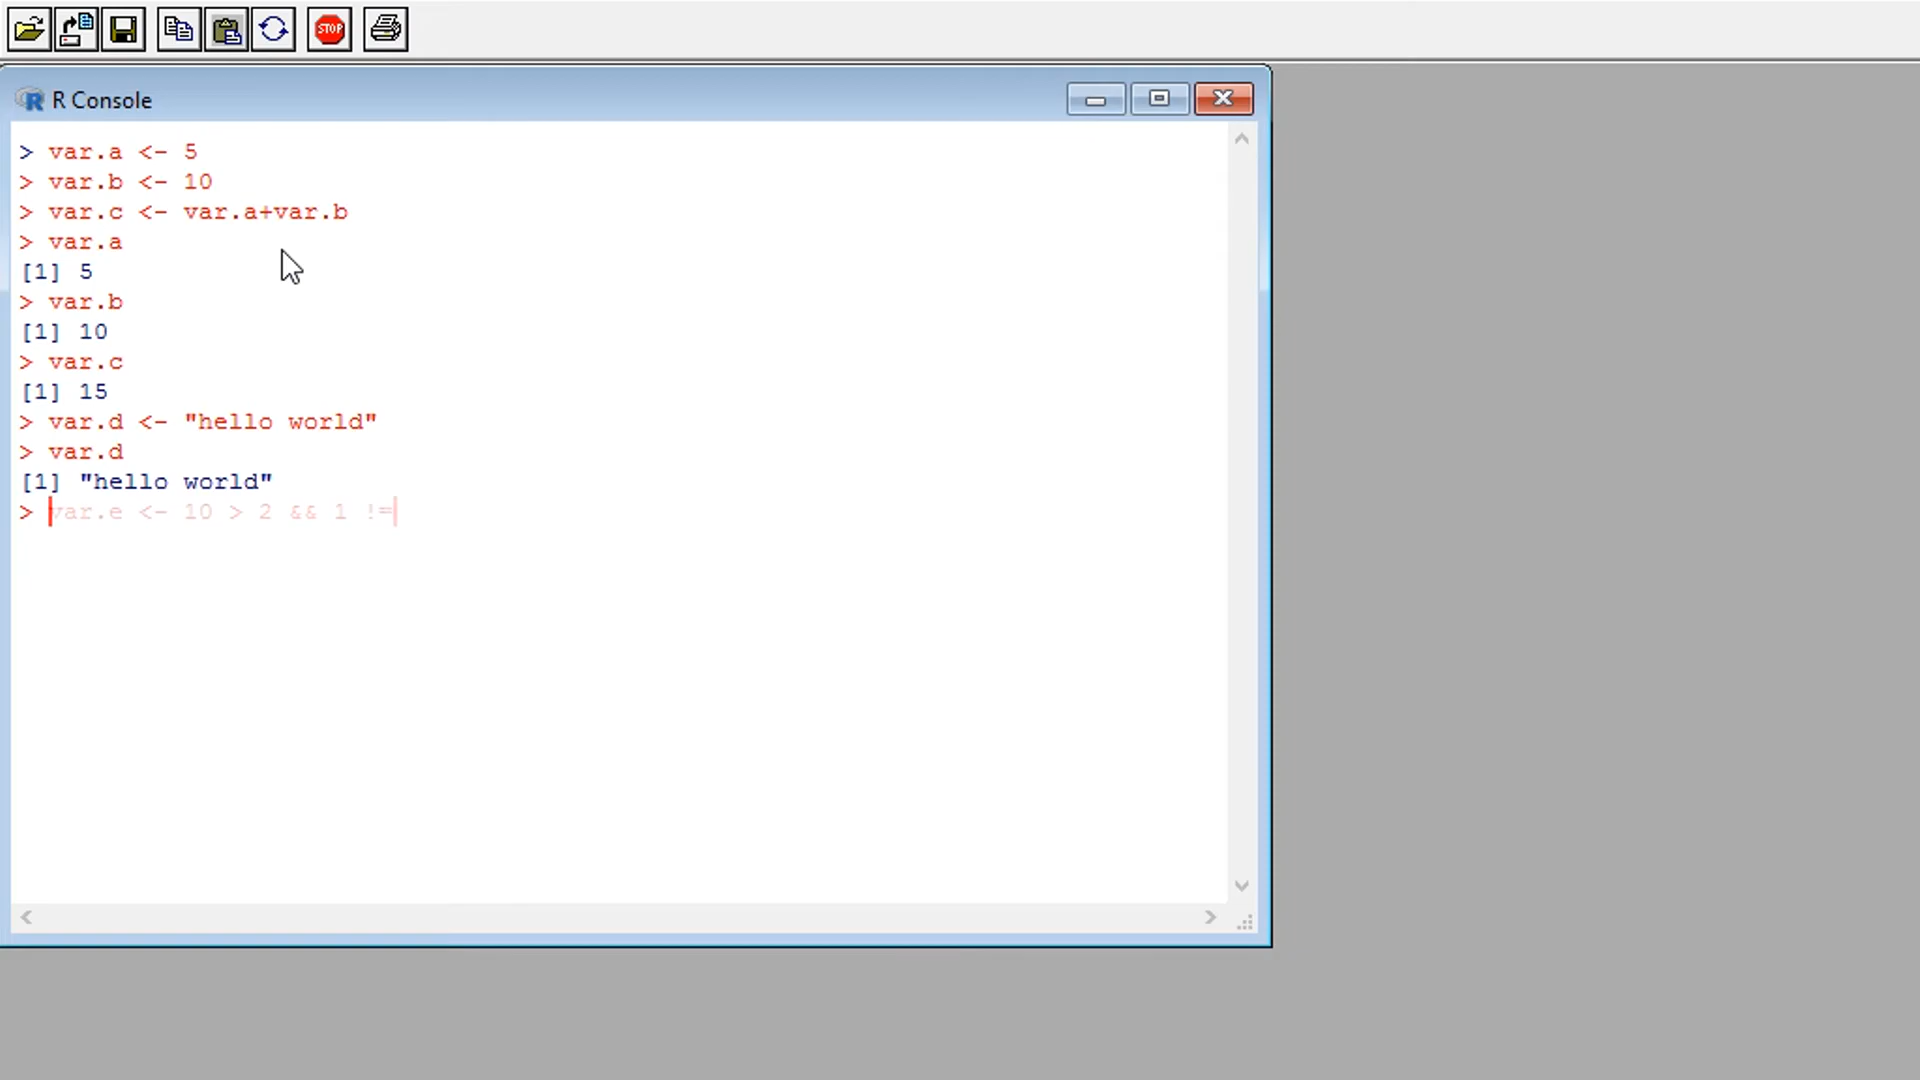 STOP
R Console
> var.a <- 5
> var.b <- 10
> var.c <- var.a+var.b
> var.a
[1] 5
> var.b
[1] 10
> var.c
[1] 15
> var.d <- "hello world"
> var.d
[1] "hello world"
> var.e <- 10 > 2 && 1 !=